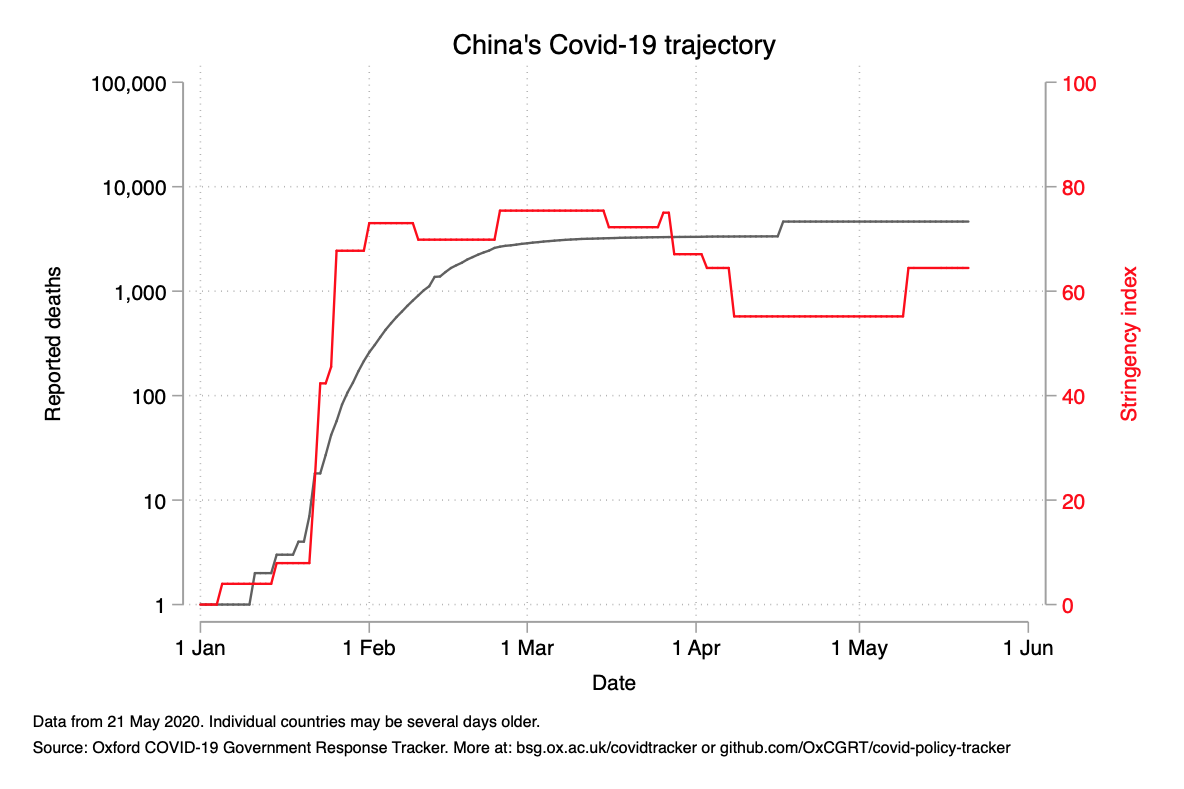 China's Covid-19 trajectory
100,000
10,000
1,000
100
10
1
Reported deaths
100
80
60
40
20
0
Stringency index
1 Jan
1 Feb
1 Mar
1 Apr
1 May
1 Jun
Date
Data from 21 May 2020. Individual countries may be several days older.
Source: Oxford COVID-19 Government Response Tracker. More at: bsg.ox.ac.uk/covidtracker or github.com/OxCGRT/covid-policy-tracker